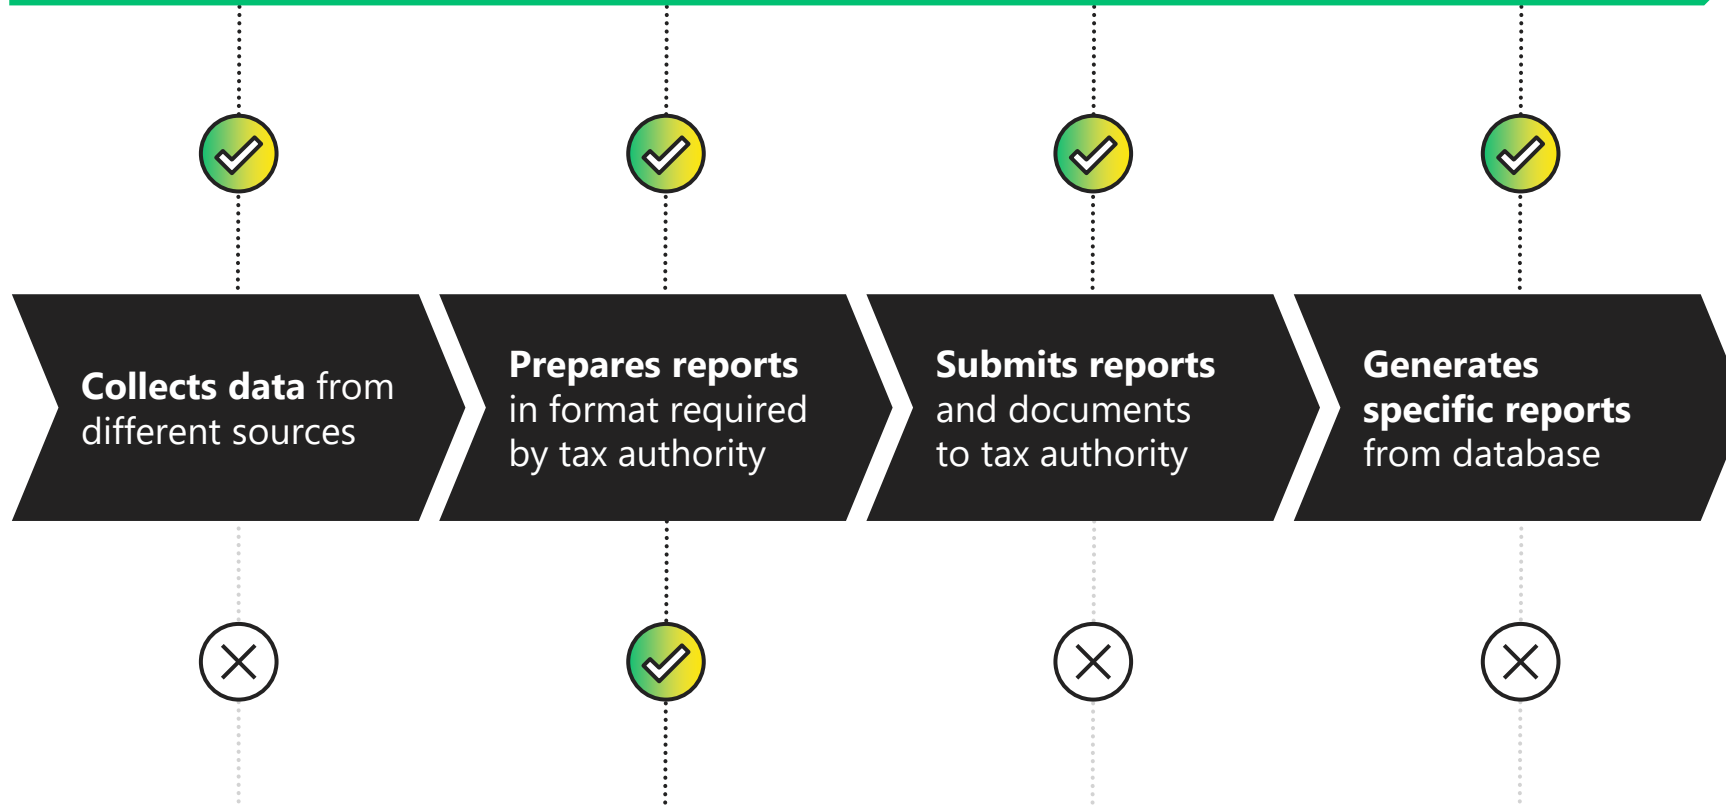 Collects data from
different sources
Prepares reports
in format required
by tax authority
Submits reports
and documents
to tax authority
Generates
specific reports
from database